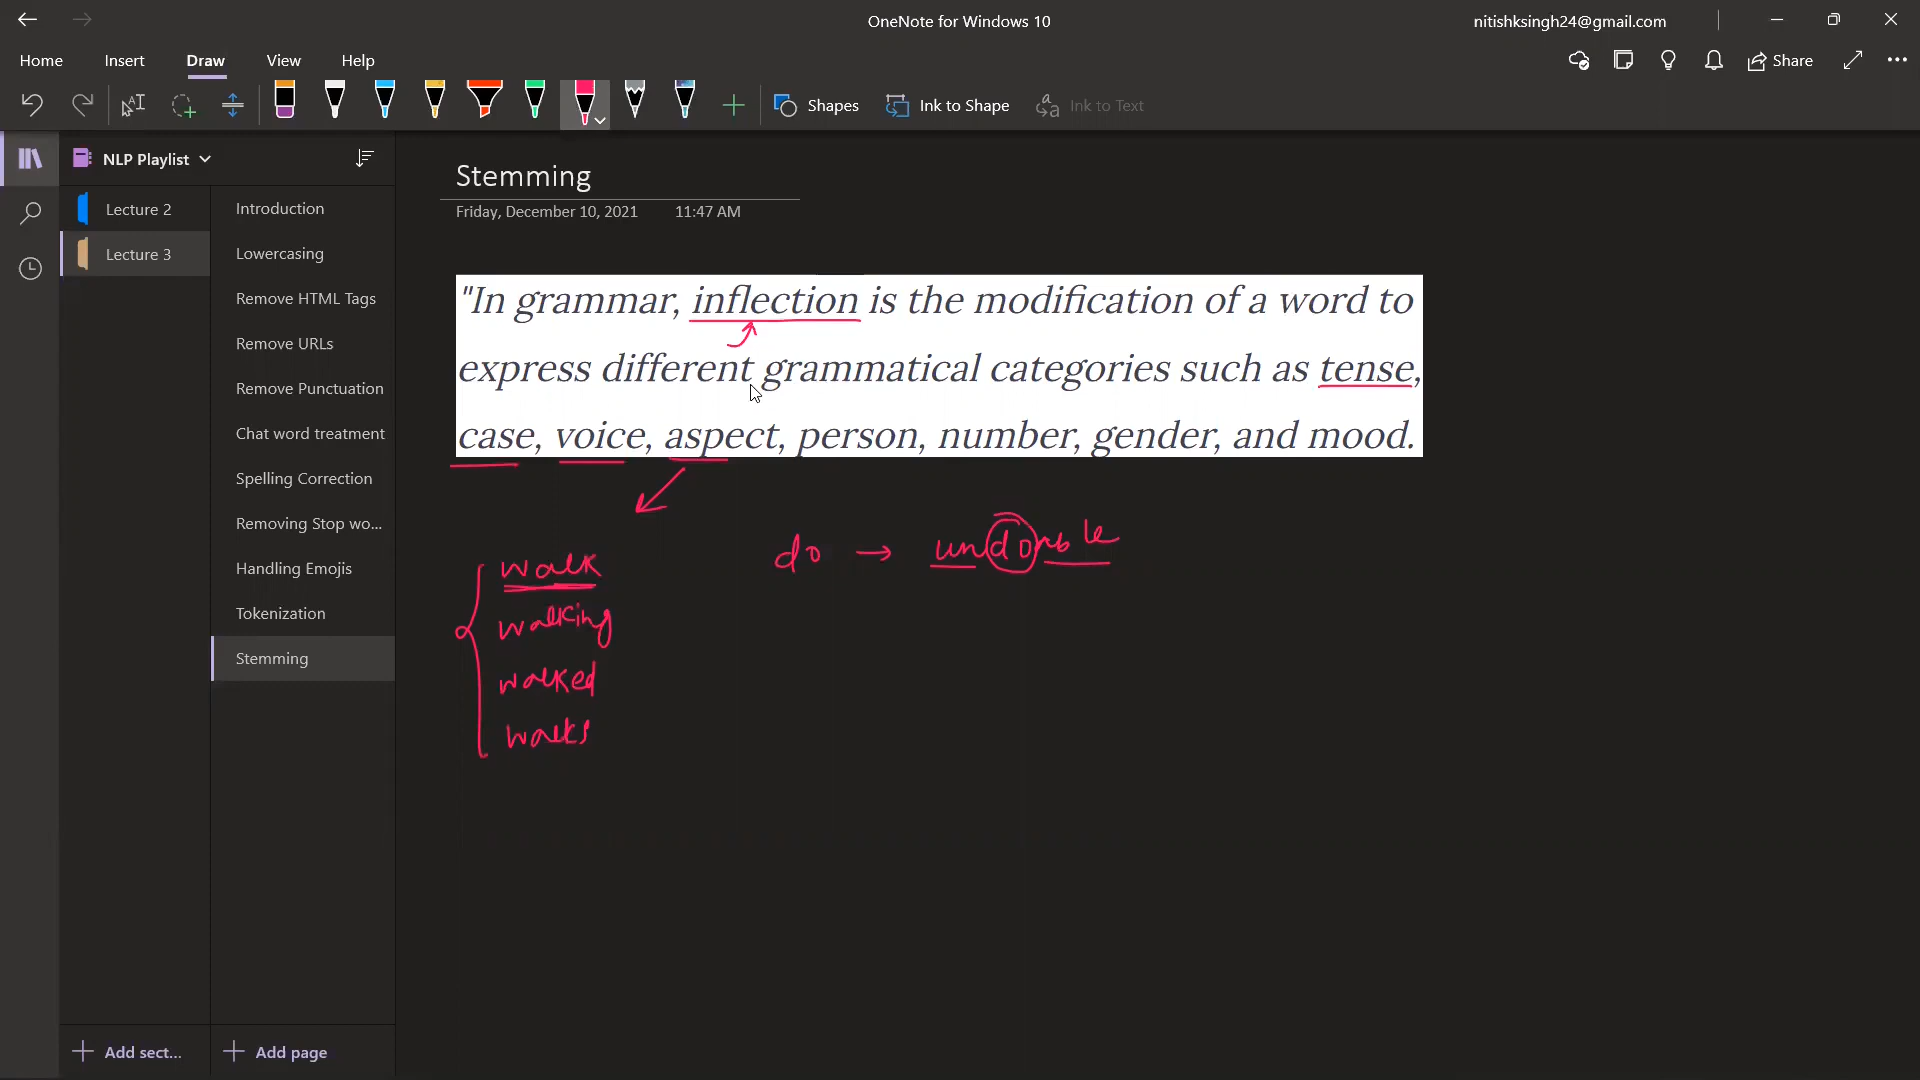 OneNote for Windows 10
nitishksingh24@gmail.com
Home Insert Draw View Help
Share
Shapes Ink to Shape Ink to Text
NLP Playlist
Lecture 2
Lecture 3
Introduction
Lowercasing
Remove HTML Tags
Remove URLs
Remove Punctuation
Chat word treatment
Spelling Correction
Removing Stop wo...
Handling Emojis
Tokenization
Stemming
Add sect...
Add page
Stemming
Friday, December 10, 2021 11:47 AM
"In grammar, inflection is the modification of a word to
express different grammatical categories such as tense,
case, voice, aspect, person, number, gender, and mood.
do → undoable
walk
walking
walked
walks